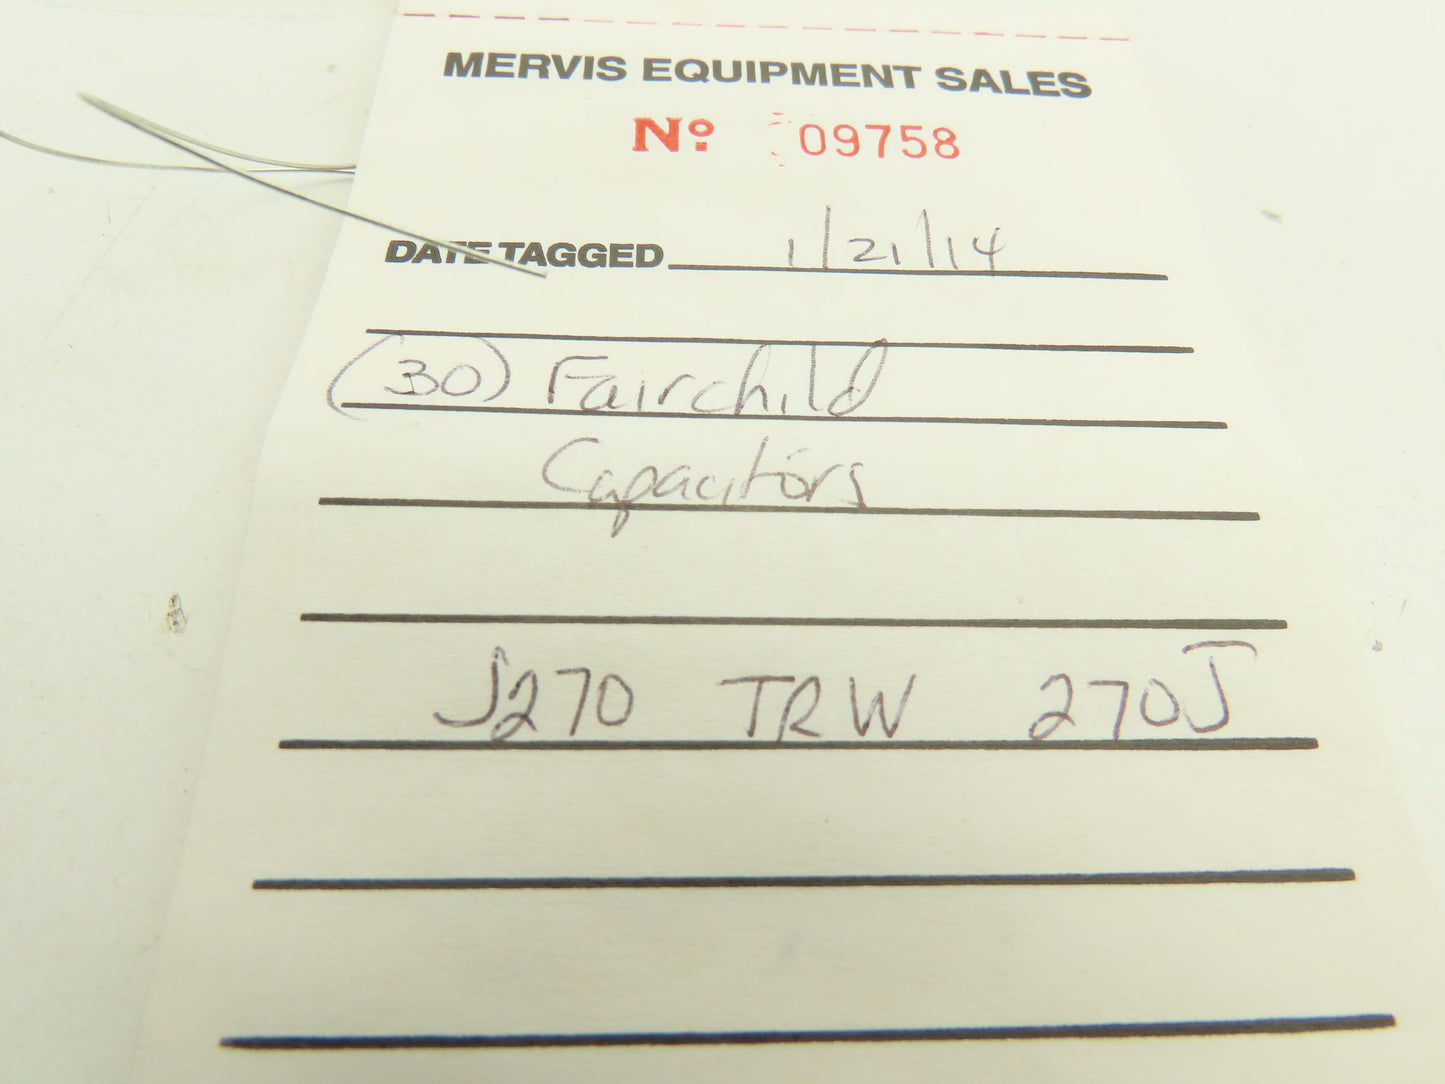 MERVIS EQUIPMENT SALES
Nº 09758
DATE TAGGED 1/21/14
(30) Fairchild
Capacitors
J270 TRW 270J